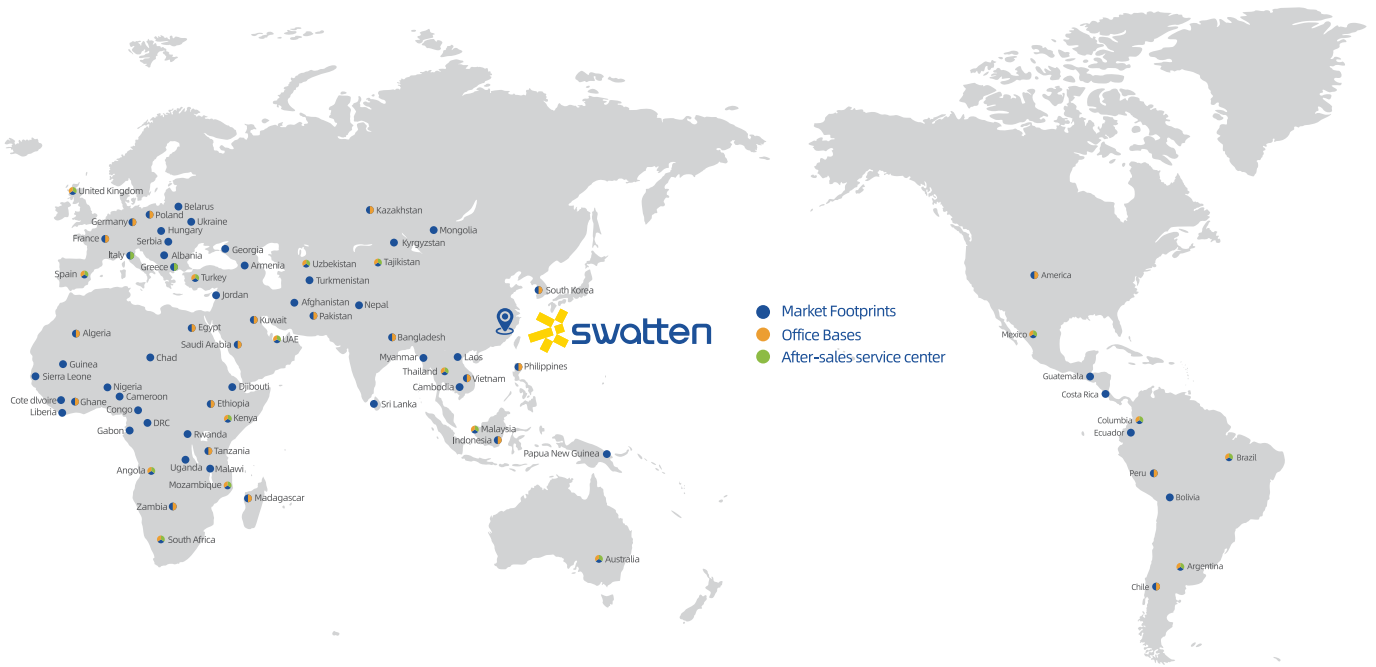 United Kingdom
Belarus
Poland
Germany
Ukraine
Hungary
France
Serbia
Italy
Albania
Greece
Spain
Turkey
Georgia
Armenia
Jordan
Kazakhstan
Mongolia
Kyrgyzstan
Uzbekistan
Tajikistan
Turkmenistan
Afghanistan
Nepal
Pakistan
South Korea
Kuwait
Egypt
Saudi Arabia
UAE
Algeria
Bangladesh
swatten
Market Footprints
Office Bases
After-sales service center
Chad
Guinea
Sierra Leone
Nigeria
Cameroon
Djibouti
Cote dIvoire
Ghane
Liberia
Congo
Ethiopia
Kenya
DRC
Gabon
Rwanda
Tanzania
Uganda
Malawi
Angola
Mozambique
Madagascar
Zambia
South Africa
Myanmar
Laos
Thailand
Philippines
Vietnam
Cambodia
Sri Lanka
Malaysia
Indonesia
Papua New Guinea
Australia
America
Mexico
Guatemala
Costa Rica
Columbia
Ecuador
Brazil
Peru
Bolivia
Argentina
Chile